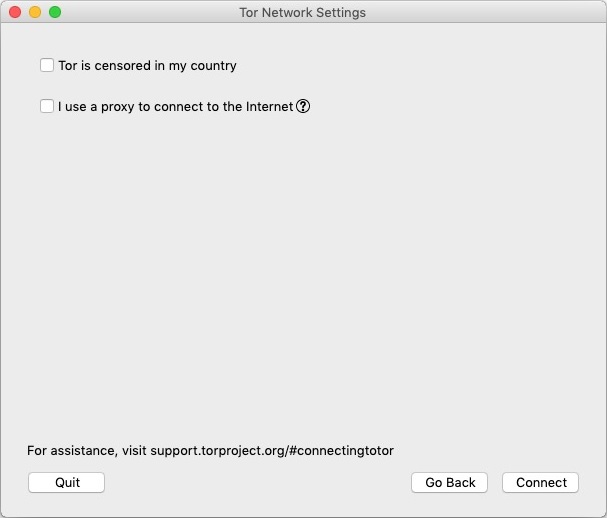 Tor Network Settings
Tor is censored in my country
I use a proxy to connect to the Internet ?
For assistance, visit support.torproject.org/#connectingtotor
Quit Go Back Connect